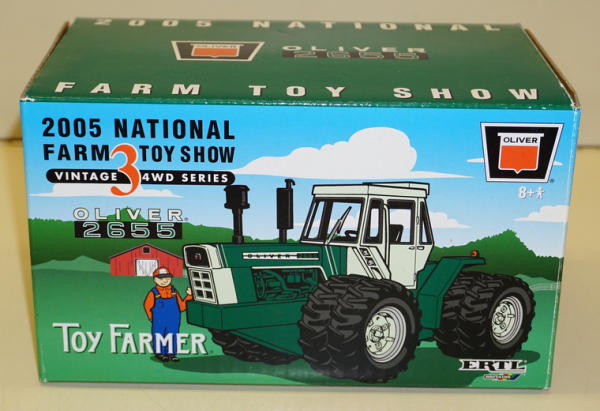 2005 NATIONAL
OLIVER
OLIVER
2655
FARM TOY SHOW
2005 NATIONAL
FARM 3 TOY SHOW
VINTAGE 4WD SERIES
OLIVER
8+
OLIVER
2655
OLIVER
TOY FARMER
ERTL